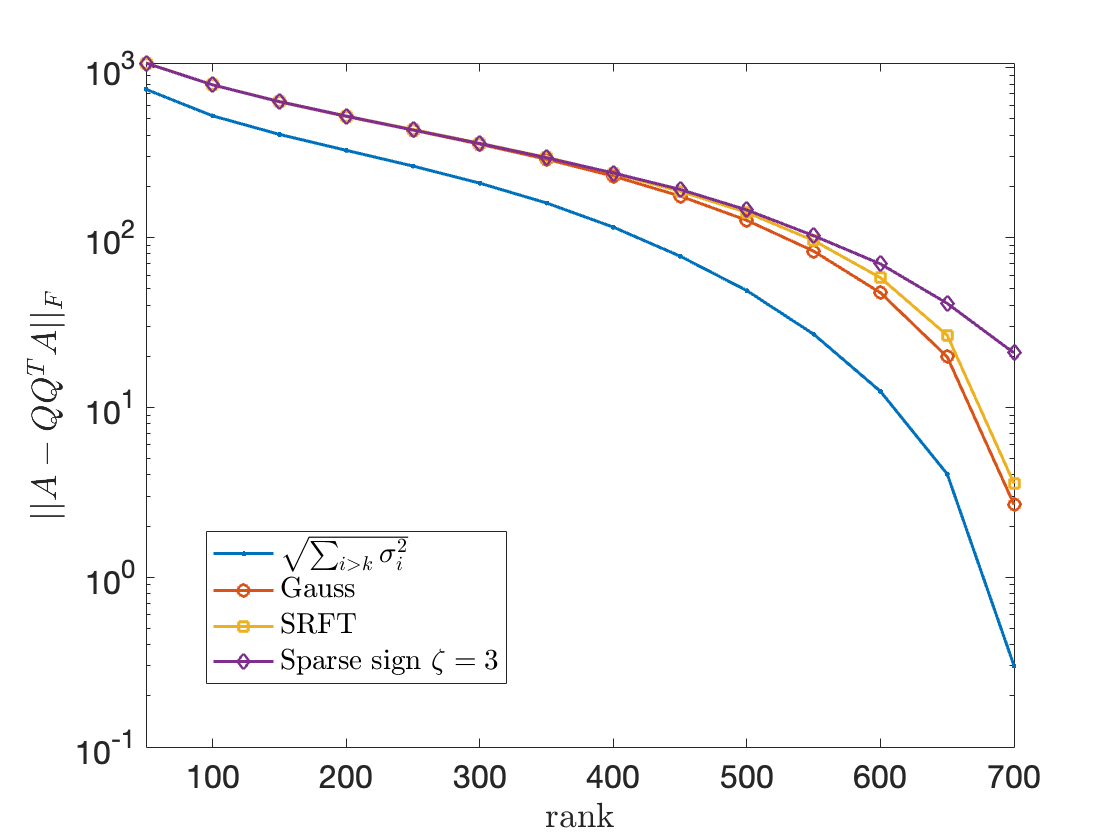 10^3
10^2
10^1
10^0
10^-1
||A − QQ^T A||_F
√∑_{i>k} σ_i^2
Gauss
SRFT
Sparse sign ζ = 3
100 200 300 400 500 600 700
rank